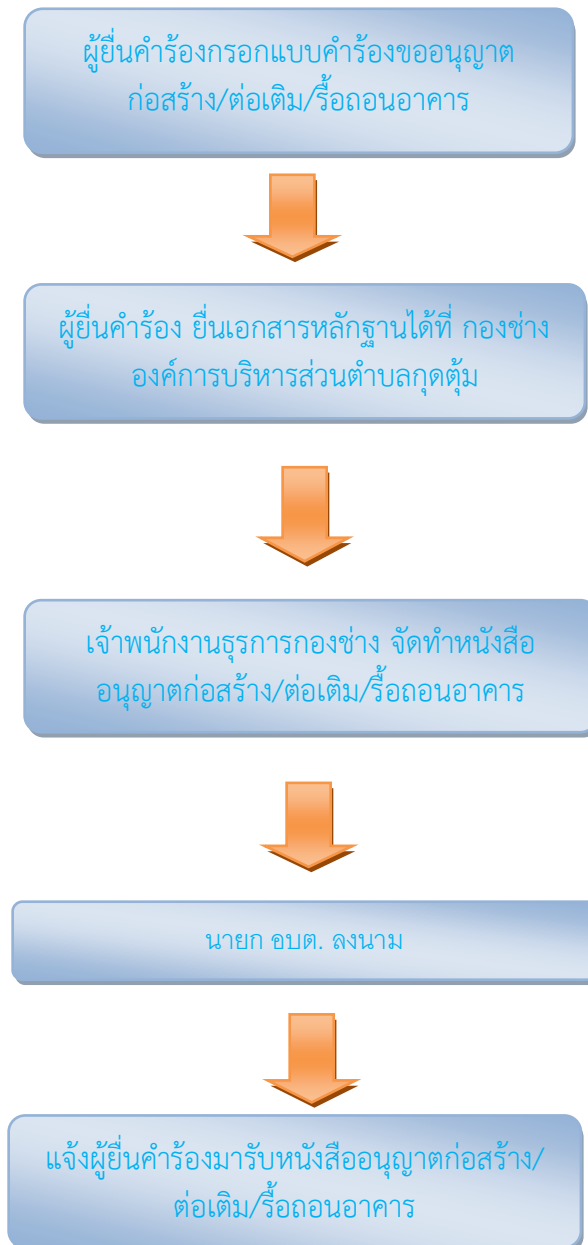 ผู้ยื่นคำร้องกรอกแบบคำร้องขออนุญาต
ก่อสร้าง/ต่อเติม/รื้อถอนอาคาร
ผู้ยื่นคำร้อง ยื่นเอกสารหลักฐานได้ที่ กองช่าง
องค์การบริหารส่วนตำบลกุดตุ้ม
เจ้าพนักงานธุรการกองช่าง จัดทำหนังสือ
อนุญาตก่อสร้าง/ต่อเติม/รื้อถอนอาคาร
นายก อบต. ลงนาม
แจ้งผู้ยื่นคำร้องมารับหนังสืออนุญาตก่อสร้าง/
ต่อเติม/รื้อถอนอาคาร